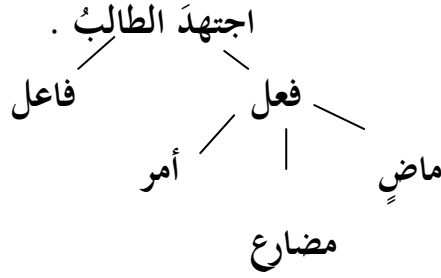 اجتهدَ الطالبُ .
فعل فاعل
ماضٍ أمر
مضارع